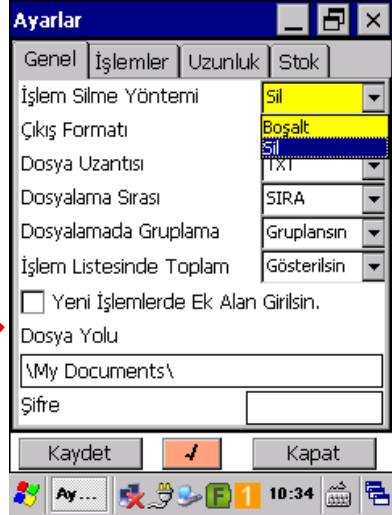 Ayarlar
Genel İşlemler Uzunluk Stok
İşlem Silme Yöntemi Sil
Çıkış Formatı Boşalt
Sil
Dosya Uzantısı TXT
Dosyalama Sırası SIRA
Dosyalamada Gruplama Gruplansın
İşlem Listesinde Toplam Gösterilsin
Yeni İşlemlerde Ek Alan Girilsin.
Dosya Yolu
\My Documents\
Şifre
Kaydet Kapat
Ay... F 1 10:34